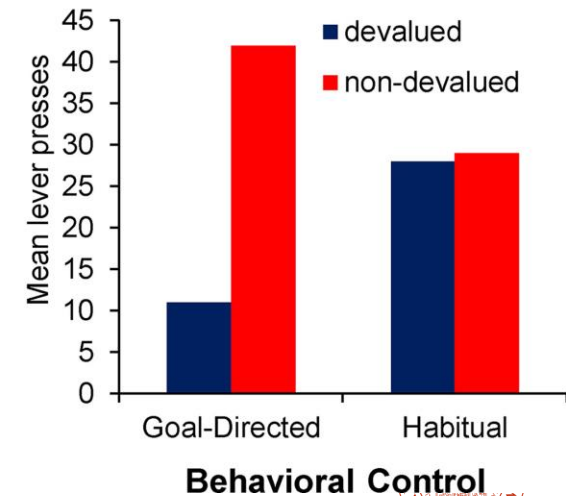 45
40
35
30
25
20
15
10
5
0
Mean lever presses
devalued
non-devalued
Goal-Directed
Habitual
Behavioral Control